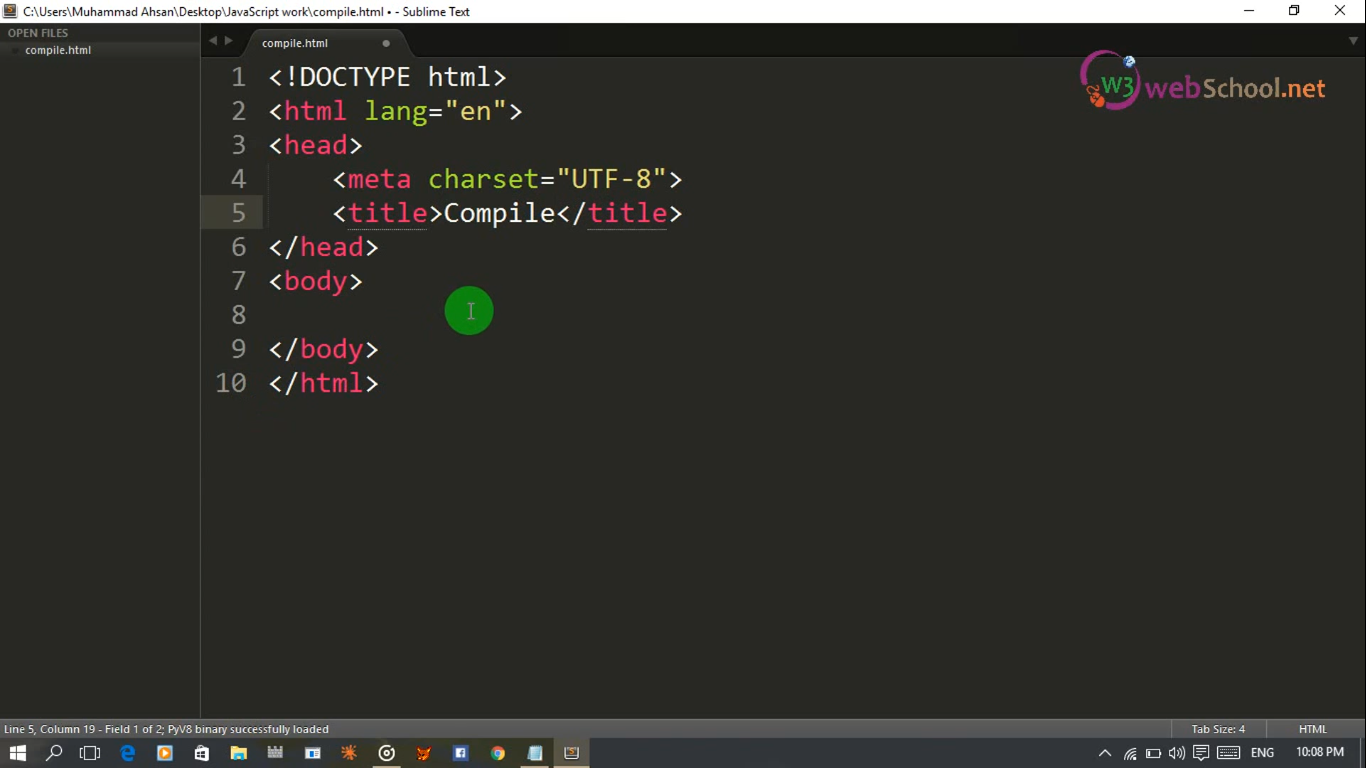 C:\Users\Muhammad Ahsan\Desktop\JavaScript work\compile.html • - Sublime Text
OPEN FILES
compile.html
compile.html
W3 webSchool.net
1 <!DOCTYPE html>
2 <html lang="en">
3 <head>
4     <meta charset="UTF-8">
5     <title>Compile</title>
6 </head>
7 <body>
8
9 </body>
10 </html>
Line 5, Column 19 - Field 1 of 2; PyV8 binary successfully loaded
Tab Size: 4
HTML
ENG
10:08 PM